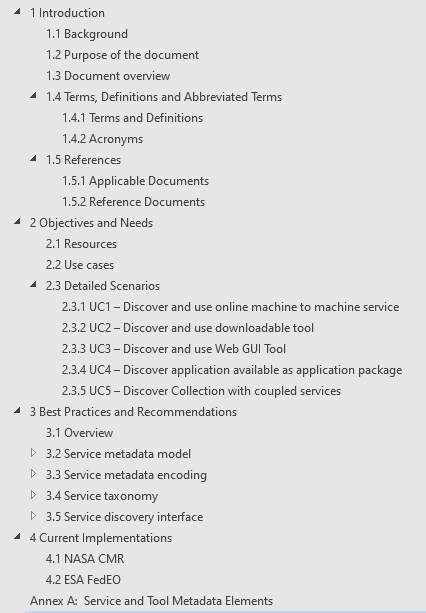 1 Introduction
1.1 Background
1.2 Purpose of the document
1.3 Document overview
1.4 Terms, Definitions and Abbreviated Terms
1.4.1 Terms and Definitions
1.4.2 Acronyms
1.5 References
1.5.1 Applicable Documents
1.5.2 Reference Documents
2 Objectives and Needs
2.1 Resources
2.2 Use cases
2.3 Detailed Scenarios
2.3.1 UC1 – Discover and use online machine to machine service
2.3.2 UC2 – Discover and use downloadable tool
2.3.3 UC3 – Discover and use Web GUI Tool
2.3.4 UC4 – Discover application available as application package
2.3.5 UC5 – Discover Collection with coupled services
3 Best Practices and Recommendations
3.1 Overview
3.2 Service metadata model
3.3 Service metadata encoding
3.4 Service taxonomy
3.5 Service discovery interface
4 Current Implementations
4.1 NASA CMR
4.2 ESA FedEO
Annex A:  Service and Tool Metadata Elements